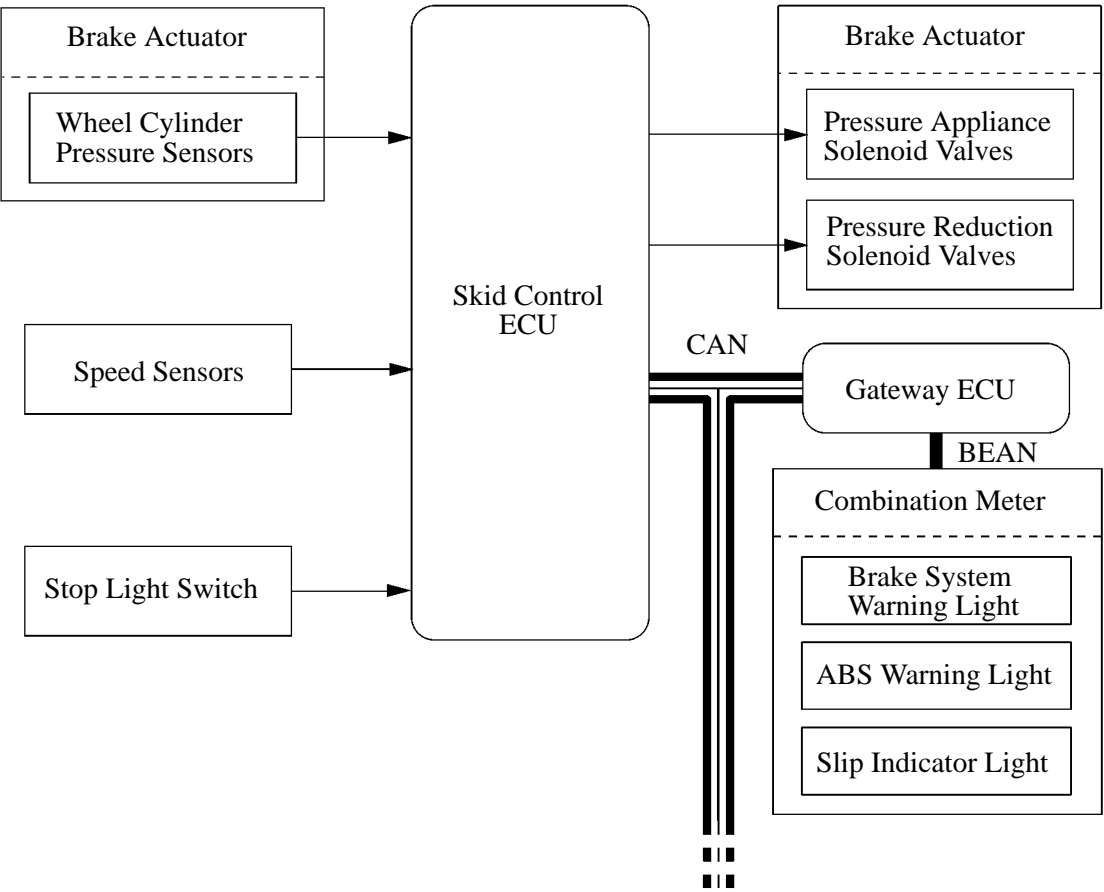 Brake Actuator
Wheel Cylinder
Pressure Sensors
Speed Sensors
Stop Light Switch
Skid Control
ECU
Brake Actuator
Pressure Appliance
Solenoid Valves
Pressure Reduction
Solenoid Valves
CAN
Gateway ECU
BEAN
Combination Meter
Brake System
Warning Light
ABS Warning Light
Slip Indicator Light